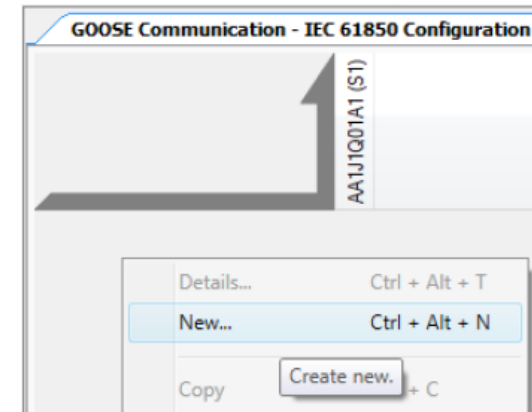 GOOSE Communication - IEC 61850 Configuration
AA1J1Q01A1 (S1)
Details... Ctrl + Alt + T
New... Ctrl + Alt + N
Create new.
Copy + C